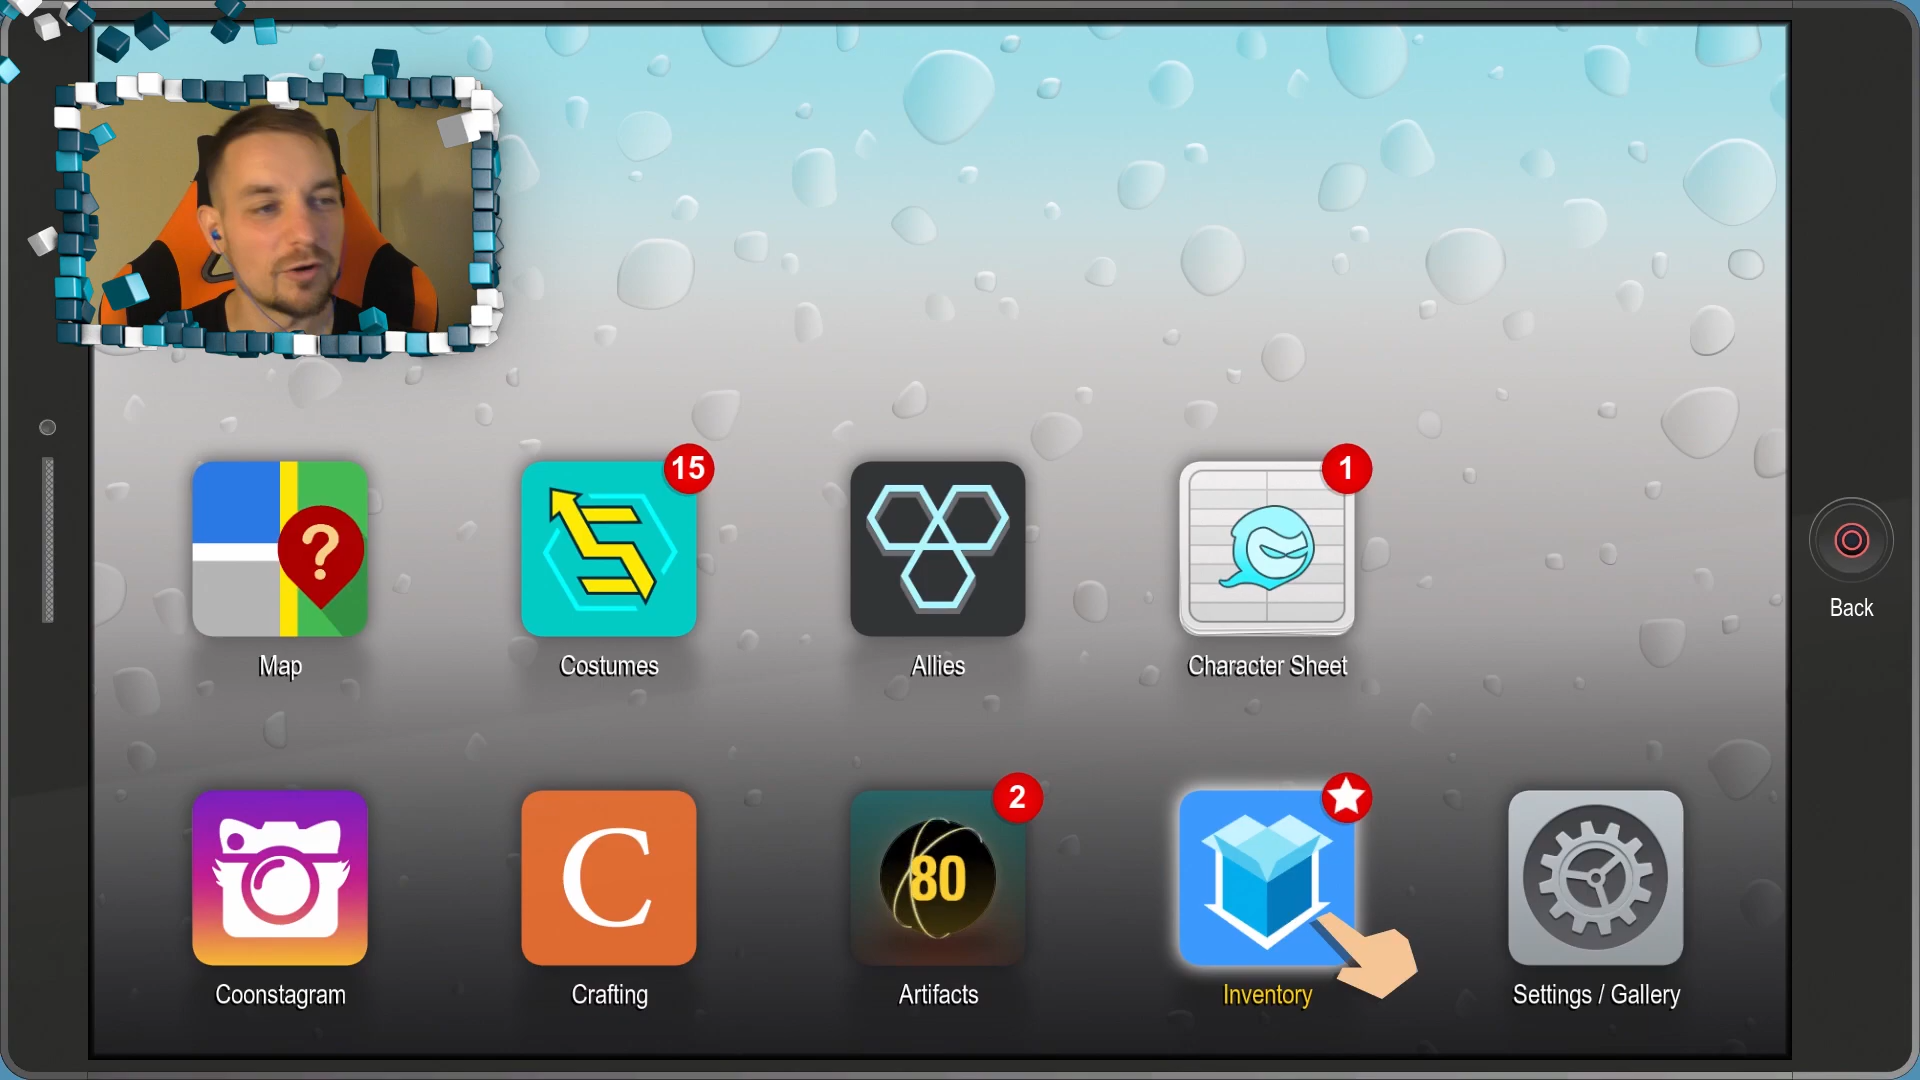 15
1
?
Map
Costumes
Allies
Character Sheet
Back
2
C
80
Coonstagram
Crafting
Artifacts
Inventory
Settings / Gallery